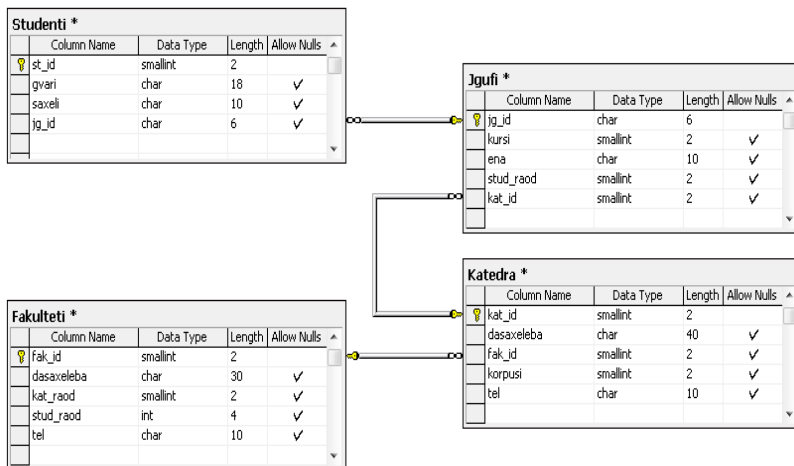 Studenti *
Column Name Data Type Length Allow Nulls
st_id smallint 2
gvari char 18 ✓
saxeli char 10 ✓
jg_id char 6 ✓
Jgufi *
Column Name Data Type Length Allow Nulls
jg_id char 6
kursi smallint 2 ✓
ena char 10 ✓
stud_raod smallint 2 ✓
kat_id smallint 2 ✓
Fakulteti *
Column Name Data Type Length Allow Nulls
fak_id smallint 2
dasaxeleba char 30 ✓
kat_raod smallint 2 ✓
stud_raod int 4 ✓
tel char 10 ✓
Katedra *
Column Name Data Type Length Allow Nulls
kat_id smallint 2
dasaxeleba char 40 ✓
fak_id smallint 2 ✓
korpusi smallint 2 ✓
tel char 10 ✓